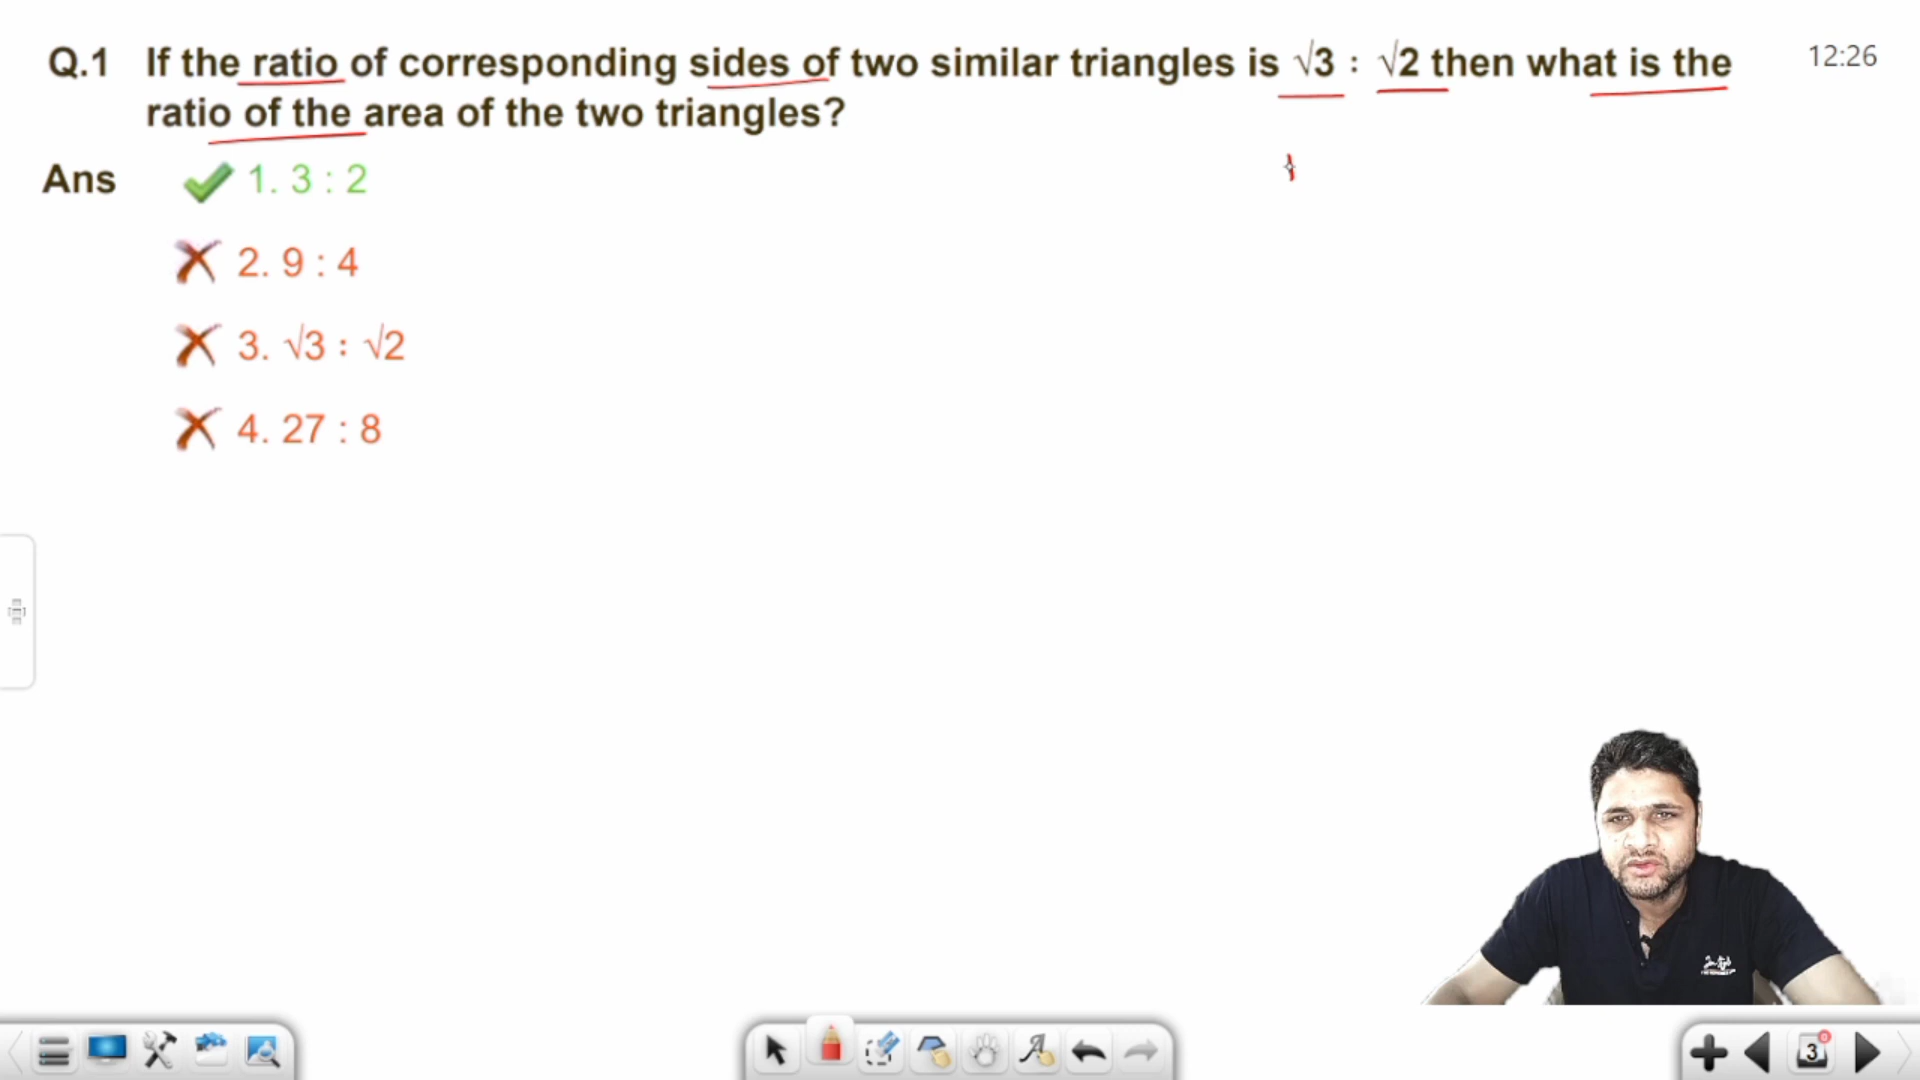 Q.1 If the ratio of corresponding sides of two similar triangles is √3 : √2 then what is the
12:26
ratio of the area of the two triangles?
Ans
1. 3 : 2
2. 9 : 4
3. √3 : √2
4. 27 : 8
3
0